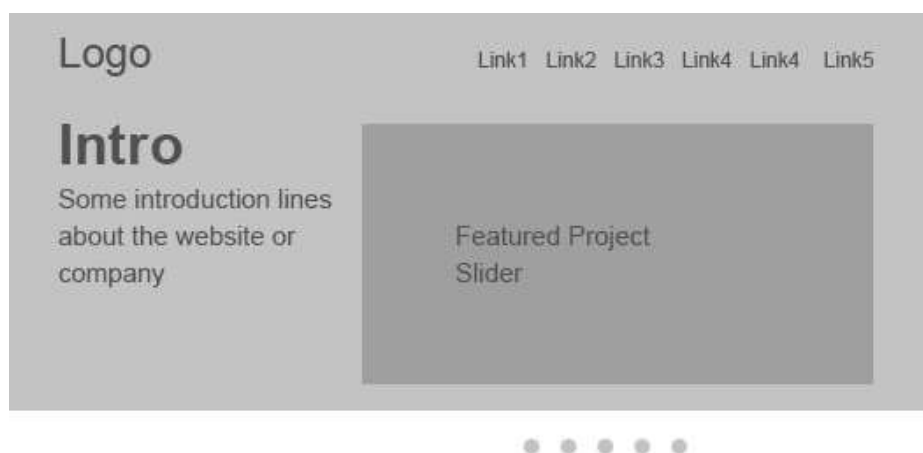 Logo
Link1 Link2 Link3 Link4 Link4 Link5
Intro
Some introduction lines
about the website or
company
Featured Project
Slider